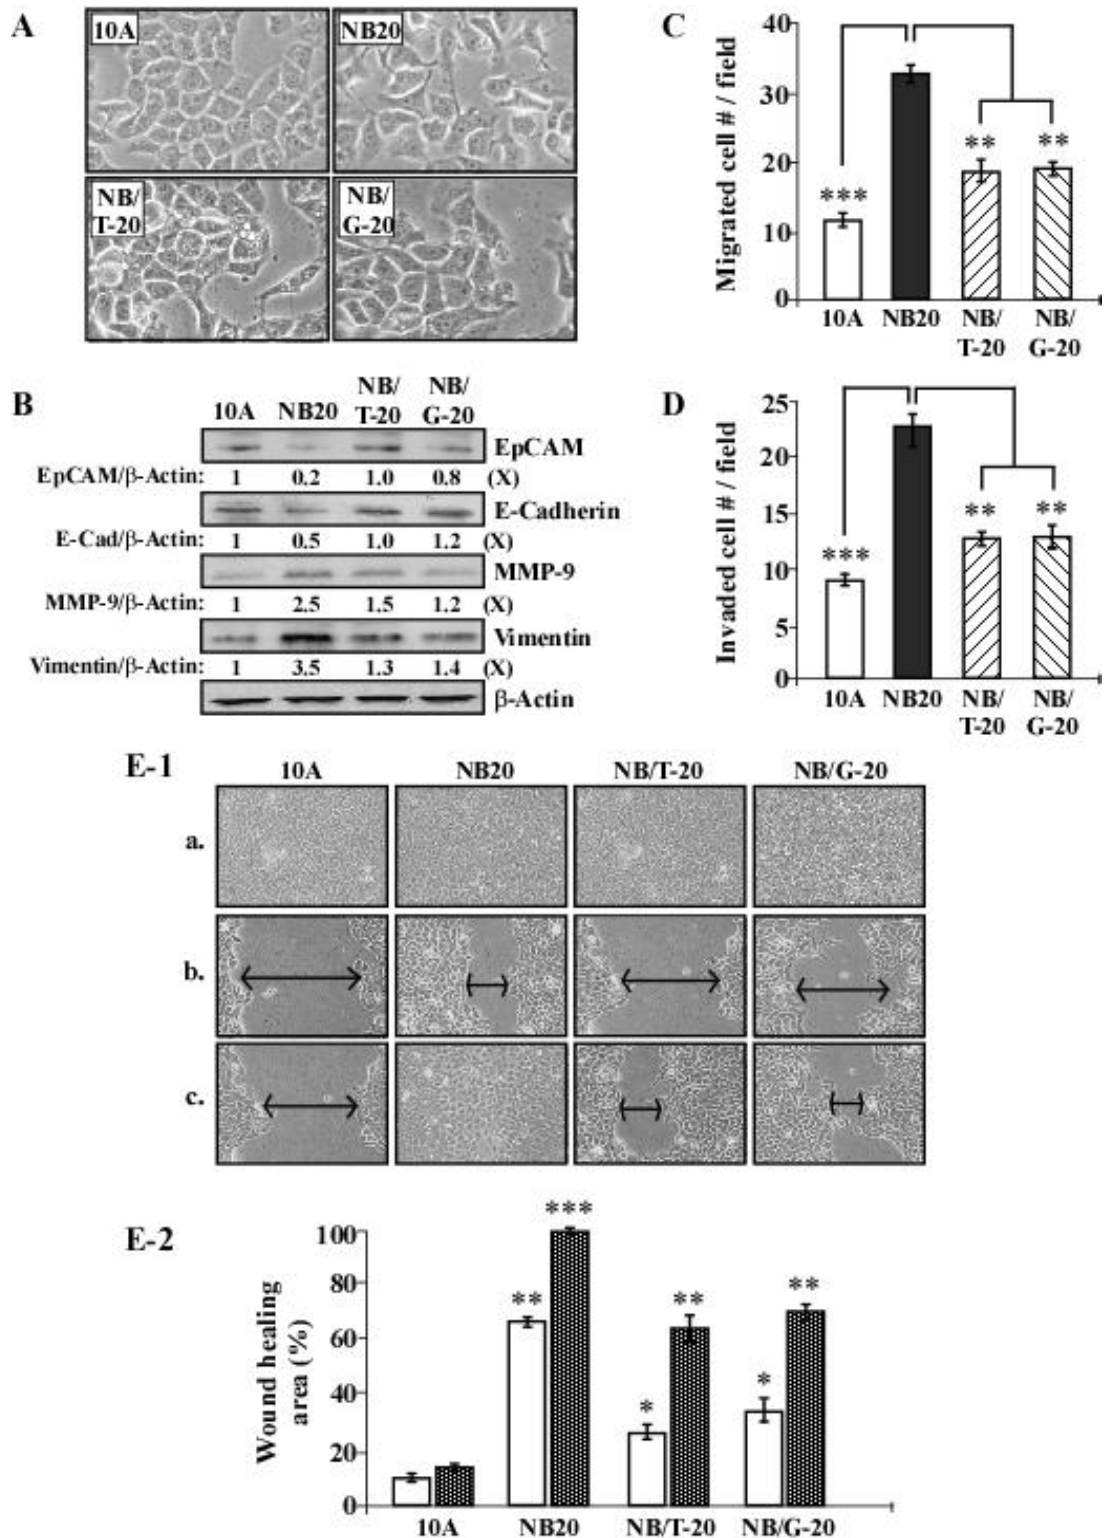 A
10A
NB20
NB/
T-20
NB/
G-20
B
10A NB20 NB/
T-20 NB/
G-20
EpCAM
EpCAM/β-Actin: 1 0.2 1.0 0.8 (X)
E-Cadherin
E-Cad/β-Actin: 1 0.5 1.0 1.2 (X)
MMP-9
MMP-9/β-Actin: 1 2.5 1.5 1.2 (X)
Vimentin
Vimentin/β-Actin: 1 3.5 1.3 1.4 (X)
β-Actin
C
Migrated cell # / field
40
30
20
10
0
***
**
**
10A NB20 NB/
T-20 NB/
G-20
D
Invaded cell # / field
25
20
15
10
5
0
***
**
**
10A NB20 NB/
T-20 NB/
G-20
E-1
10A NB20 NB/T-20 NB/G-20
a.
b.
c.
E-2
Wound healing
area (%)
100
80
60
40
20
0
**
***
*
**
*
**
10A NB20 NB/T-20 NB/G-20